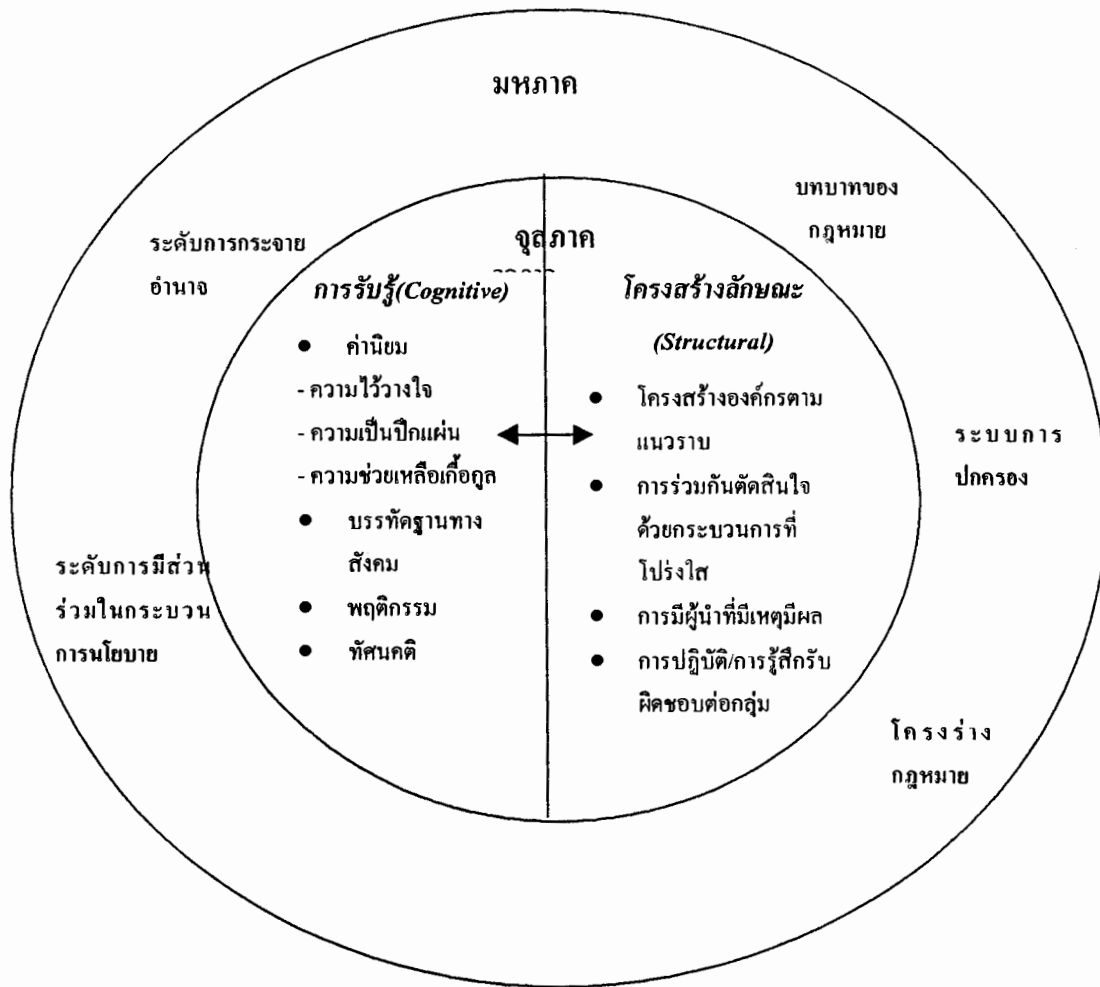 มหภาค
บทบาทของ
กฎหมาย
ระดับการกระจาย
อำนาจ
จุลภาค
การรับรู้(Cognitive)
● ค่านิยม
- ความไว้วางใจ
- ความเป็นปึกแผ่น
- ความช่วยเหลือเกื้อกูล
● บรรทัดฐานทาง
สังคม
● พฤติกรรม
● ทัศนคติ
โครงสร้างลักษณะ
(Structural)
● โครงสร้างองค์กรตาม
แนวราบ
● การร่วมกันตัดสินใจ
ด้วยกระบวนการที่
โปร่งใส
● การมีผู้นำที่มีเหตุมีผล
● การปฏิบัติ/การรู้สึกรับ
ผิดชอบต่อกลุ่ม
ระบบการ
ปกครอง
ระดับการมีส่วน
ร่วมในกระบวน
การนโยบาย
โครงร่าง
กฎหมาย